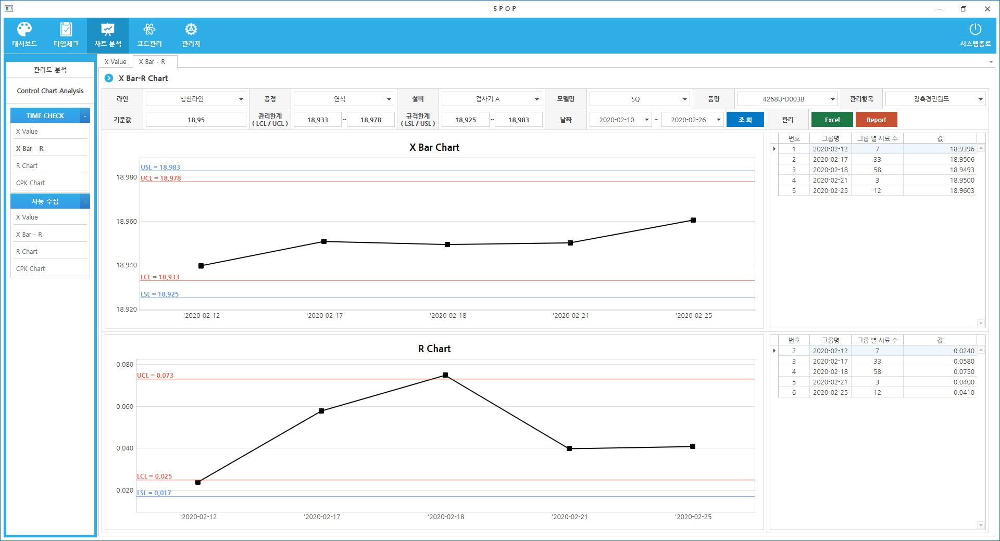 SPOP
대시보드 타임체크 차트 분석 코드관리 관리자 시스템종료
관리도 분석
Control Chart Analysis
TIME CHECK -
X Value
X Bar - R
R Chart
CPK Chart
자동 수집 -
X Value
X Bar - R
R Chart
CPK Chart
X Value X Bar - R
X Bar-R Chart
라인 생산라인 공정 연삭 설비 검사기 A 모델명 SQ 품명 4268U-D003B 관리항목 장축경진원도
기준값 18.95 관리한계 ( LCL / UCL ) 18.933 ~ 18.978 규격한계 ( LSL / USL ) 18.925 ~ 18.983 날짜 2020-02-10 ~ 2020-02-26 조 회 관리 Excel Report
X Bar Chart
USL = 18.983
18.980 UCL = 18.978
18.960
18.940
LCL = 18.933
LSL = 18.925
18.920
'2020-02-12 '2020-02-17 '2020-02-18 '2020-02-21 '2020-02-25
번호 그룹명 그룹 별 시료 수 값
1 2020-02-12 7 18.9396
2 2020-02-17 33 18.9506
3 2020-02-18 58 18.9493
4 2020-02-21 3 18.9500
5 2020-02-25 12 18.9603
R Chart
0.080
UCL = 0.073
0.060
0.040
LCL = 0.025
0.020 LSL = 0.017
'2020-02-12 '2020-02-17 '2020-02-18 '2020-02-21 '2020-02-25
번호 그룹명 그룹 별 시료 수 값
2 2020-02-12 7 0.0240
3 2020-02-17 33 0.0580
4 2020-02-18 58 0.0750
5 2020-02-21 3 0.0400
6 2020-02-25 12 0.0410